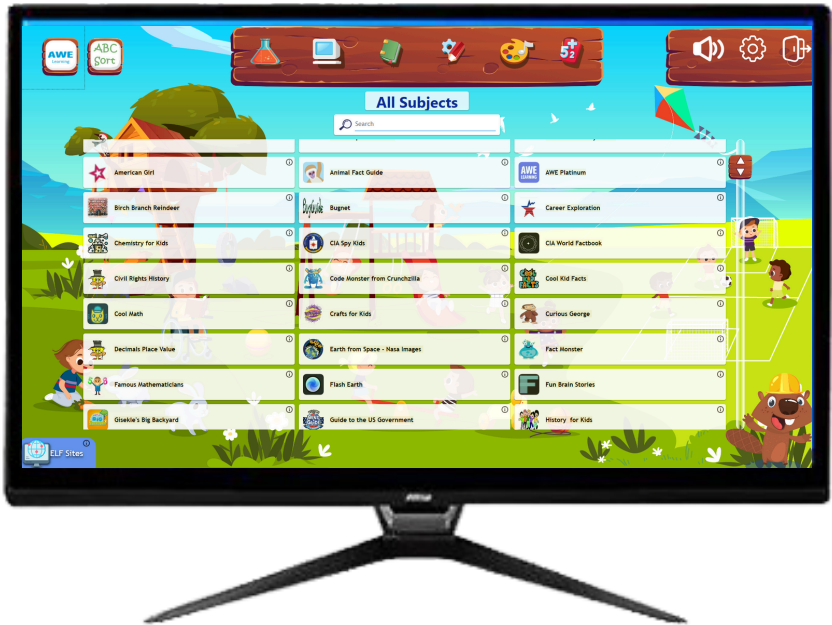 AWE
Learning
ABC
Sort
All Subjects
Search
American Girl
Animal Fact Guide
AWE
LEARNING
AWE Platinum
Birch Branch Reindeer
BugGuide
Bugnet
Career Exploration
Chemistry for Kids
CIA Spy Kids
CIA World Factbook
Civil Rights History
Code Monster from Crunchzilla
Cool Kid Facts
Cool Math
Crafts for Kids
Curious George
Decimals Place Value
Earth from Space - Nasa Images
Fact Monster
Famous Mathematicians
Flash Earth
Fun Brain Stories
Gisekle's Big Backyard
Guide to the US Government
History for Kids
ELF Sites